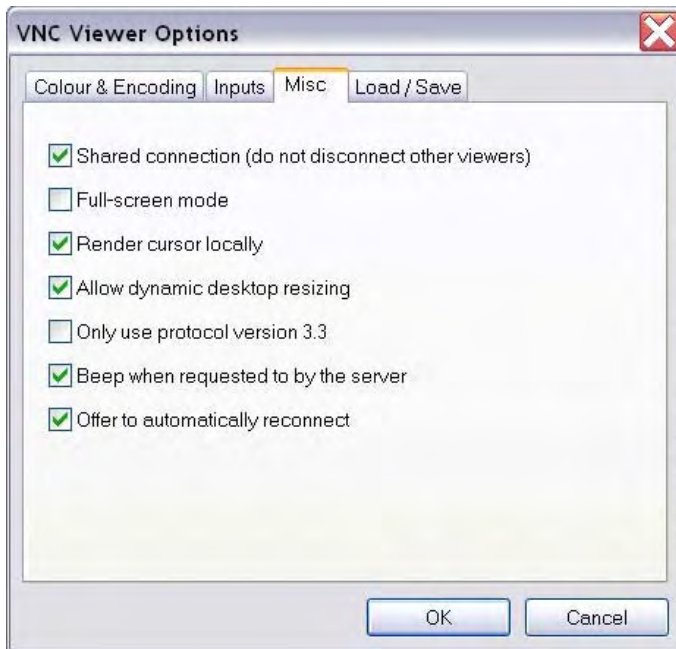 VNC Viewer Options
Colour & Encoding Inputs Misc Load / Save
Shared connection (do not disconnect other viewers)
Full-screen mode
Render cursor locally
Allow dynamic desktop resizing
Only use protocol version 3.3
Beep when requested to by the server
Offer to automatically reconnect
OK Cancel